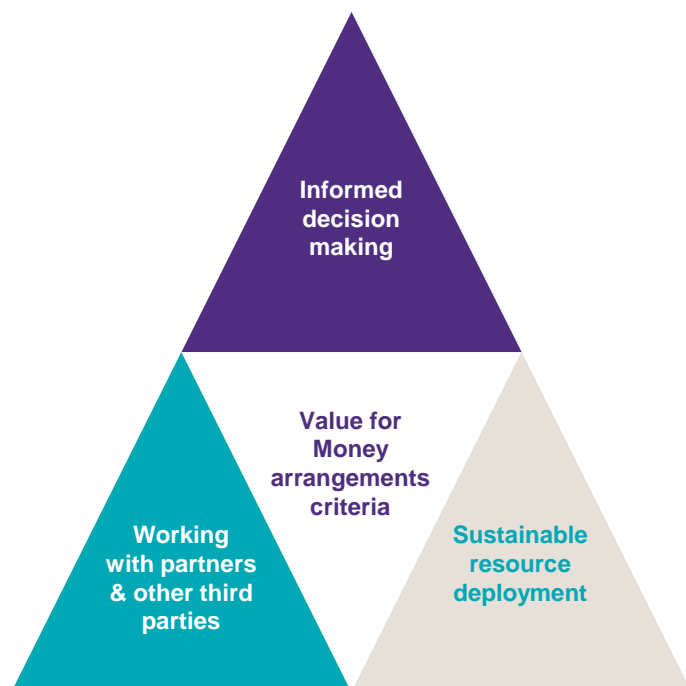 Informed
decision
making
Value for
Money
arrangements
criteria
Working
with partners
& other third
parties
Sustainable
resource
deployment